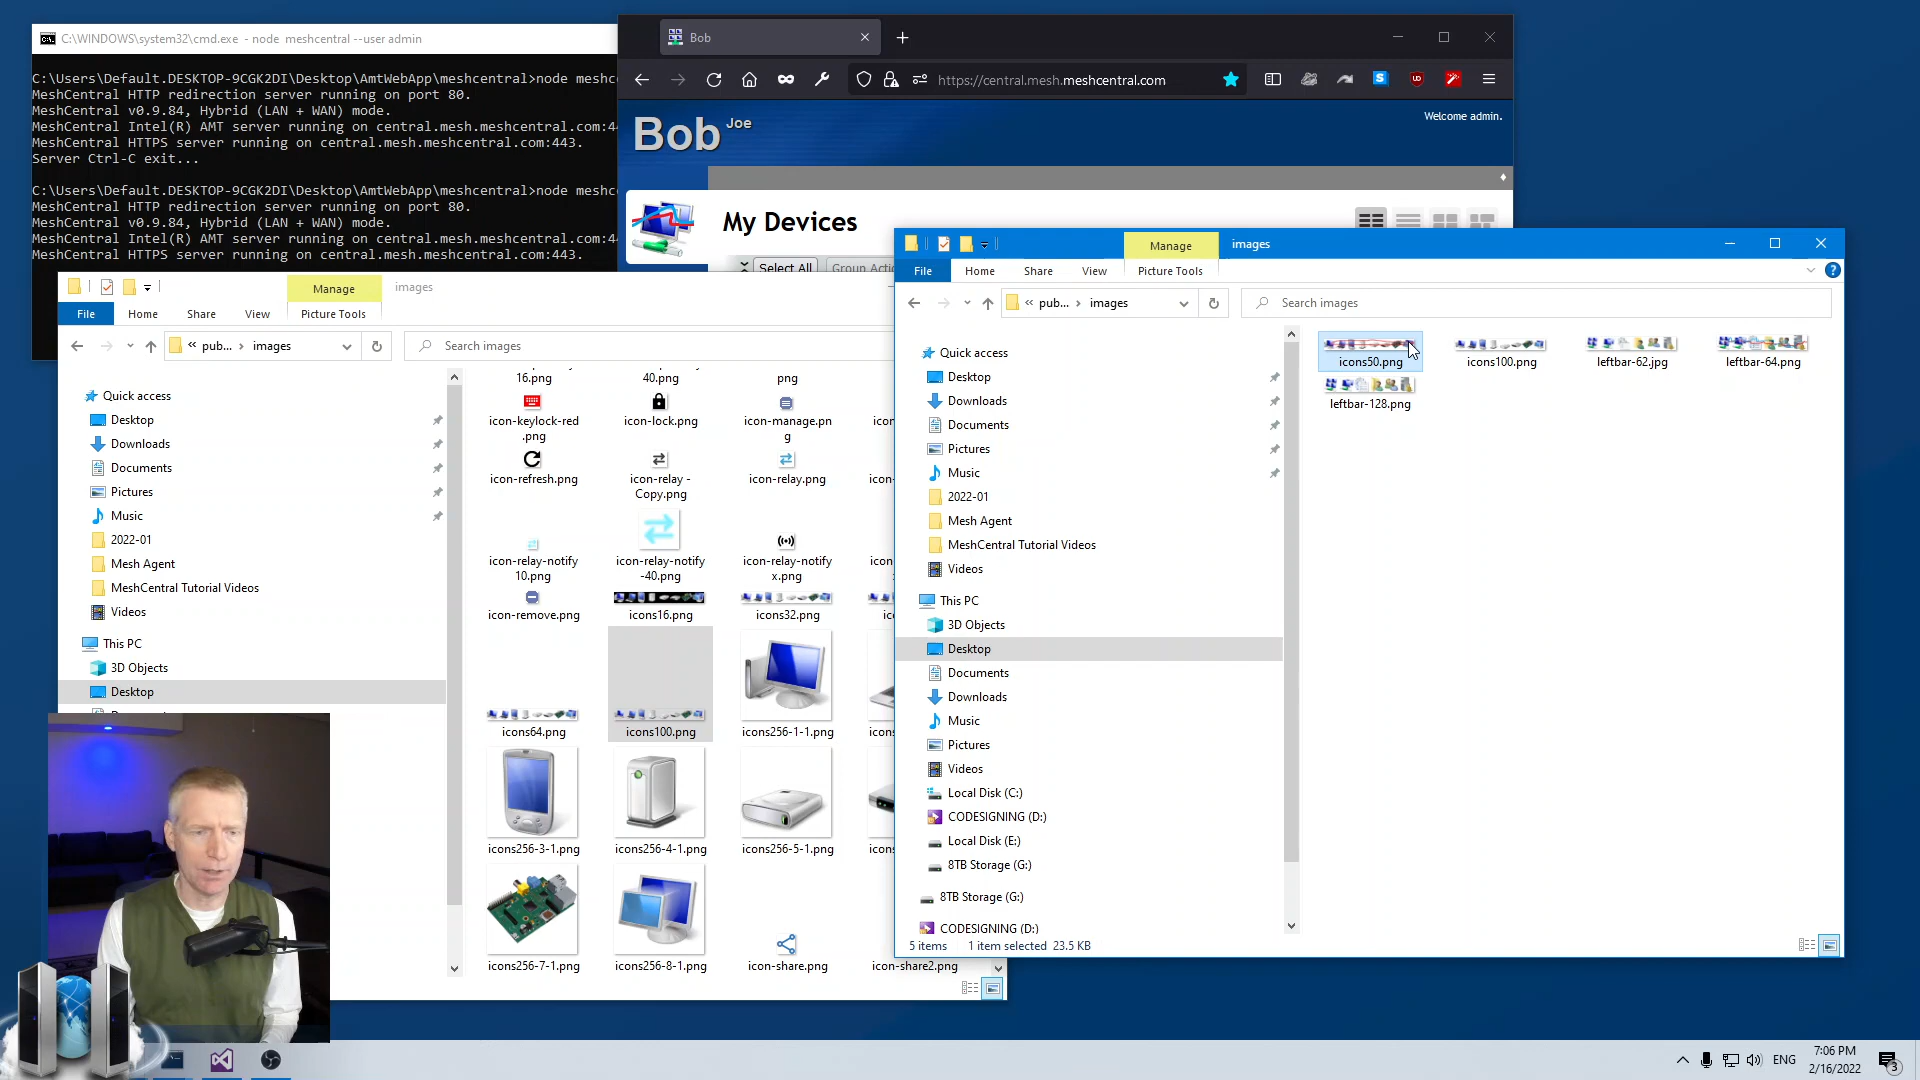 C:\WINDOWS\system32\cmd.exe - node meshcentral --user admin
C:\Users\Default.DESKTOP-9CGK2DI\Desktop\AmtWebApp\meshcentral>node meshc
MeshCentral HTTP redirection server running on port 80.
MeshCentral v0.9.84, Hybrid (LAN + WAN) mode.
MeshCentral Intel(R) AMT server running on central.mesh.meshcentral.com:4
MeshCentral HTTPS server running on central.mesh.meshcentral.com:443.
Server Ctrl-C exit...
C:\Users\Default.DESKTOP-9CGK2DI\Desktop\AmtWebApp\meshcentral>node meshc
MeshCentral HTTP redirection server running on port 80.
MeshCentral v0.9.84, Hybrid (LAN + WAN) mode.
MeshCentral Intel(R) AMT server running on central.mesh.meshcentral.com:4
MeshCentral HTTPS server running on central.mesh.meshcentral.com:443.
Bob
https://central.mesh.meshcentral.com
Bob Joe
Welcome admin.
My Devices
Select All
Group Actio
Manage
images
File
Home
Share
View
Picture Tools
« pub... › images
Search images
Quick access
Desktop
Downloads
Documents
Pictures
Music
2022-01
Mesh Agent
MeshCentral Tutorial Videos
Videos
This PC
3D Objects
Desktop
16.png
40.png
png
icon-keylock-red
.png
icon-lock.png
icon-manage.pn
g
icon-refresh.png
icon-relay -
Copy.png
icon-relay.png
icon-relay-notify
10.png
icon-relay-notify
-40.png
icon-relay-notify
x.png
icon-remove.png
icons16.png
icons32.png
icons64.png
icons100.png
icons256-1-1.png
icons256-3-1.png
icons256-4-1.png
icons256-5-1.png
icons256-7-1.png
icons256-8-1.png
icon-share.png
icon-share2.png
Manage
images
File
Home
Share
View
Picture Tools
« pub... › images
Search images
Quick access
Desktop
Downloads
Documents
Pictures
Music
2022-01
Mesh Agent
MeshCentral Tutorial Videos
Videos
This PC
3D Objects
Desktop
Documents
Downloads
Music
Pictures
Videos
Local Disk (C:)
CODESIGNING (D:)
Local Disk (E:)
8TB Storage (G:)
8TB Storage (G:)
CODESIGNING (D:)
icons50.png
icons100.png
leftbar-62.jpg
leftbar-64.png
leftbar-128.png
5 items
1 item selected 23.5 KB
ENG
7:06 PM
2/16/2022
3